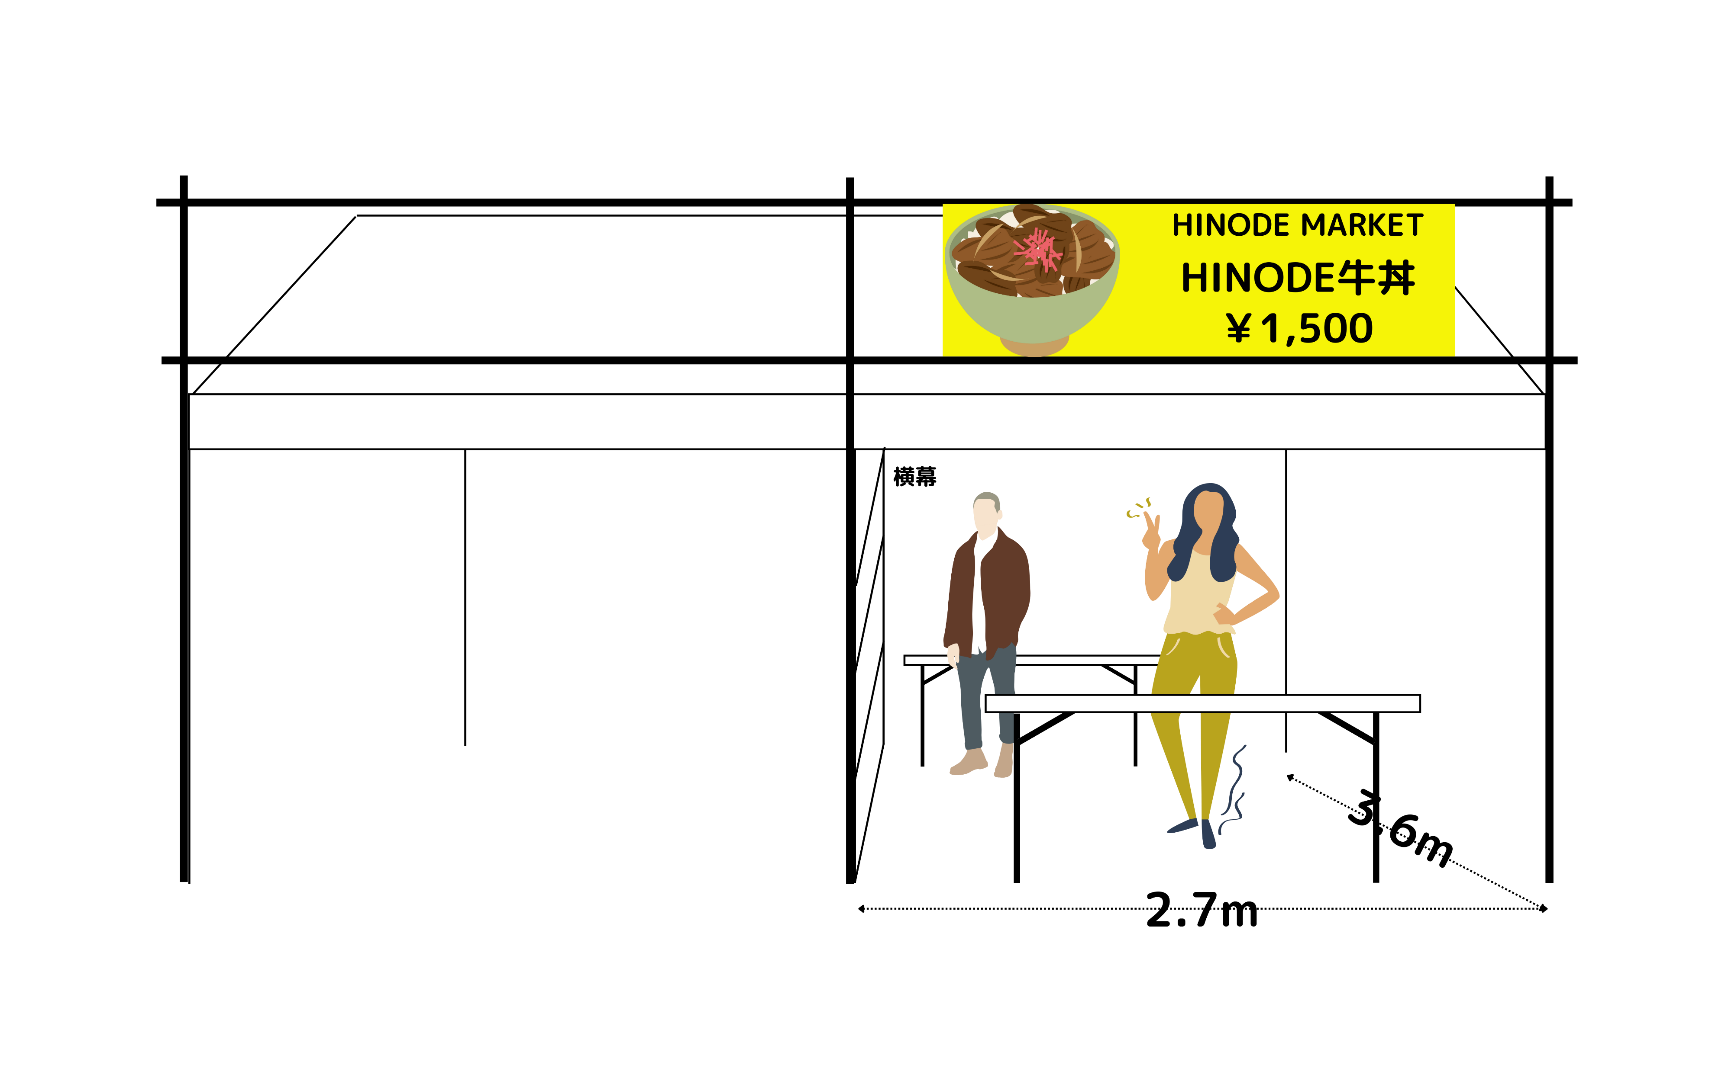 HINODE MARKET
HINODE牛丼
￥1,500
横幕
3.6m
2.7m